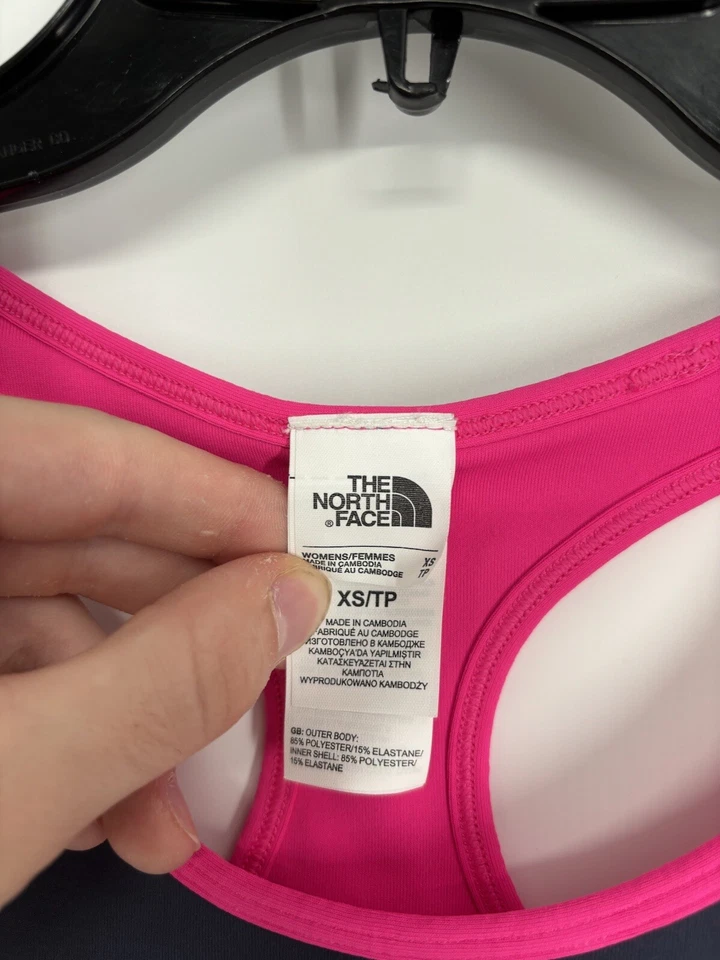 THE
NORTH
FACE
®
WOMENS/FEMMES XS
MADE IN CAMBODIA TP
FABRIQUÉ AU CAMBODGE
XS/TP
MADE IN CAMBODIA
FABRIQUÉ AU CAMBODGE
ИЗГОТОВЛЕНО В КАМБОДЖЕ
KAMBOÇYA'DA YAPILMIŞTIR
ΚΑΤΑΣΚΕΥΆΖΕΤΑΙ ΣΤΗΝ
ΚΑΜΠΟΤΙΑ
WYPRODUKOWANO KAMBODŻY
GB: OUTER BODY:
85% POLYESTER/15% ELASTANE/
INNER SHELL: 85% POLYESTER/
15% ELASTANE